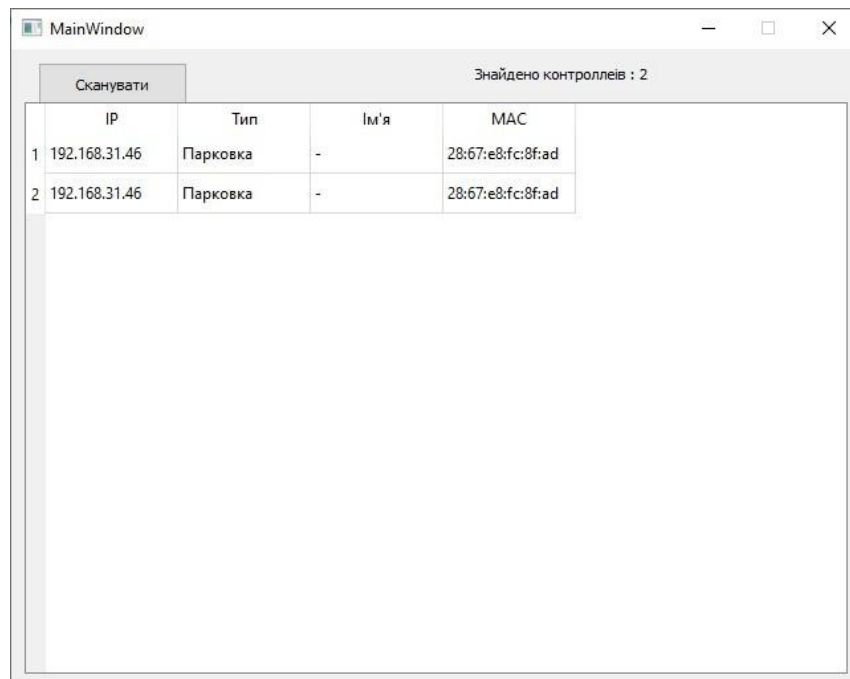 MainWindow
Сканувати
Знайдено контроллеів : 2
IP Тип Ім'я MAC
1 192.168.31.46 Парковка - 28:67:e8:fc:8f:ad
2 192.168.31.46 Парковка - 28:67:e8:fc:8f:ad